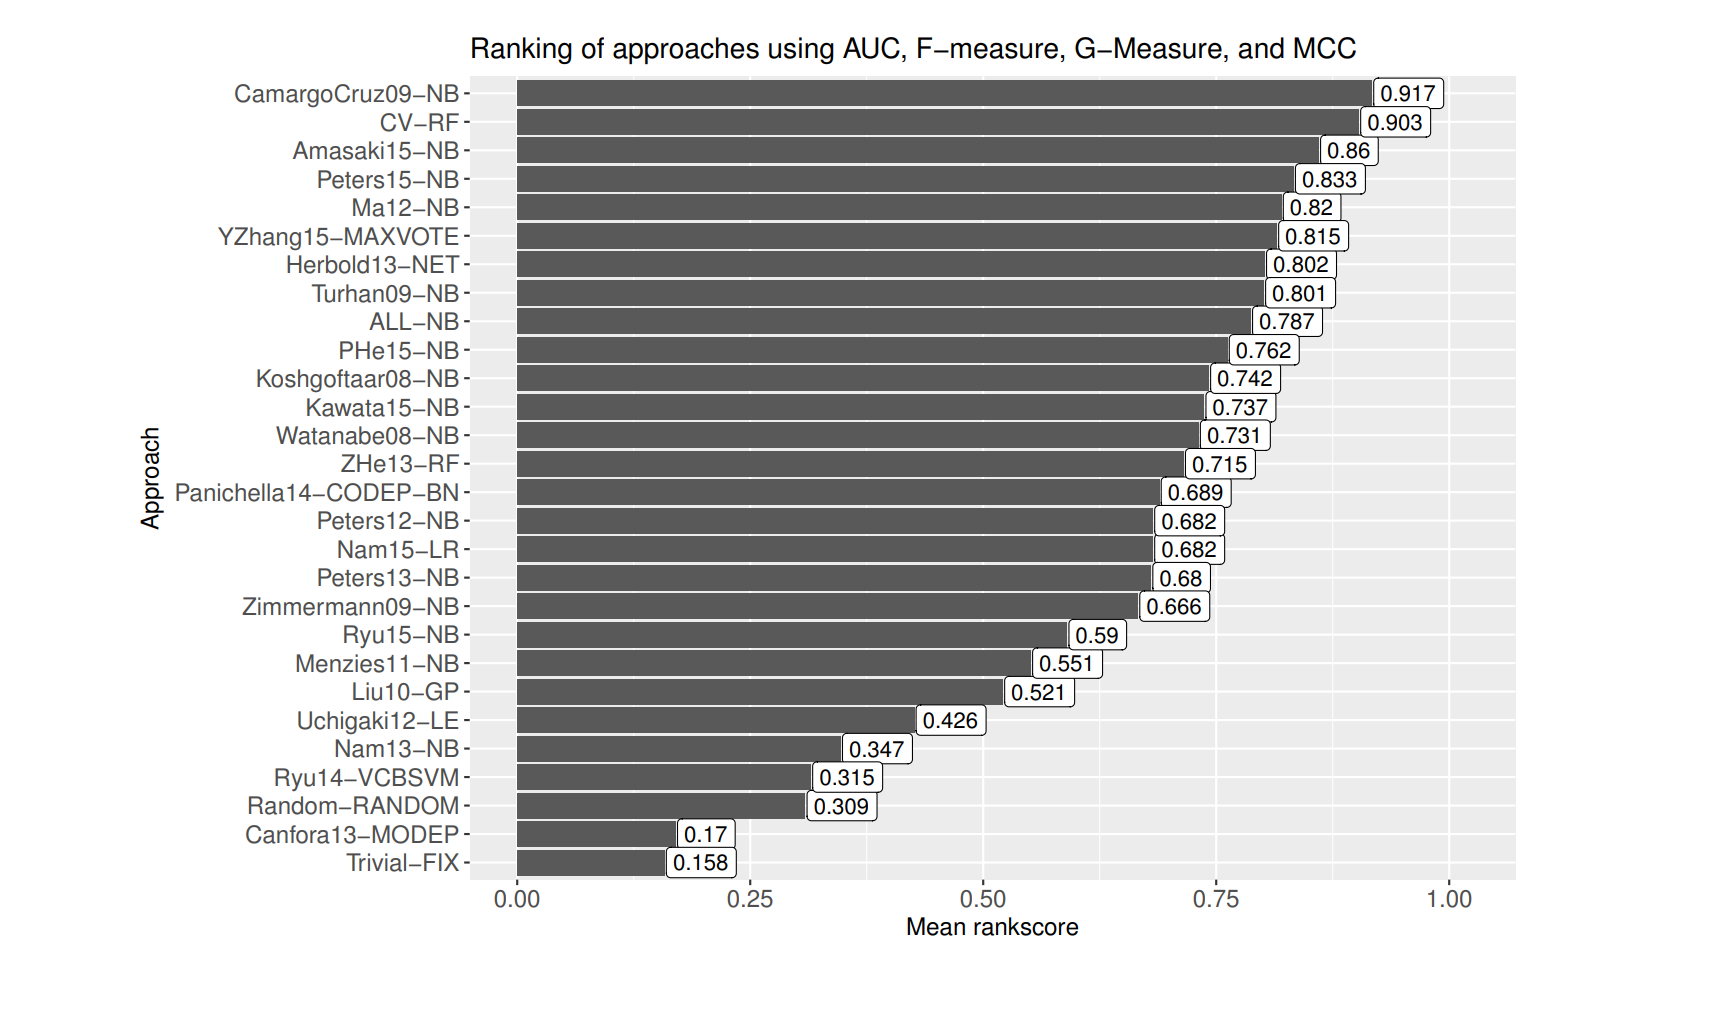 Ranking of approaches using AUC, F−measure, G−Measure, and MCC
Approach
CamargoCruz09−NB 0.917
CV−RF 0.903
Amasaki15−NB 0.86
Peters15−NB 0.833
Ma12−NB 0.82
YZhang15−MAXVOTE 0.815
Herbold13−NET 0.802
Turhan09−NB 0.801
ALL−NB 0.787
PHe15−NB 0.762
Koshgoftaar08−NB 0.742
Kawata15−NB 0.737
Watanabe08−NB 0.731
ZHe13−RF 0.715
Panichella14−CODEP−BN 0.689
Peters12−NB 0.682
Nam15−LR 0.682
Peters13−NB 0.68
Zimmermann09−NB 0.666
Ryu15−NB 0.59
Menzies11−NB 0.551
Liu10−GP 0.521
Uchigaki12−LE 0.426
Nam13−NB 0.347
Ryu14−VCBSVM 0.315
Random−RANDOM 0.309
Canfora13−MODEP 0.17
Trivial−FIX 0.158
0.00 0.25 0.50 0.75 1.00
Mean rankscore